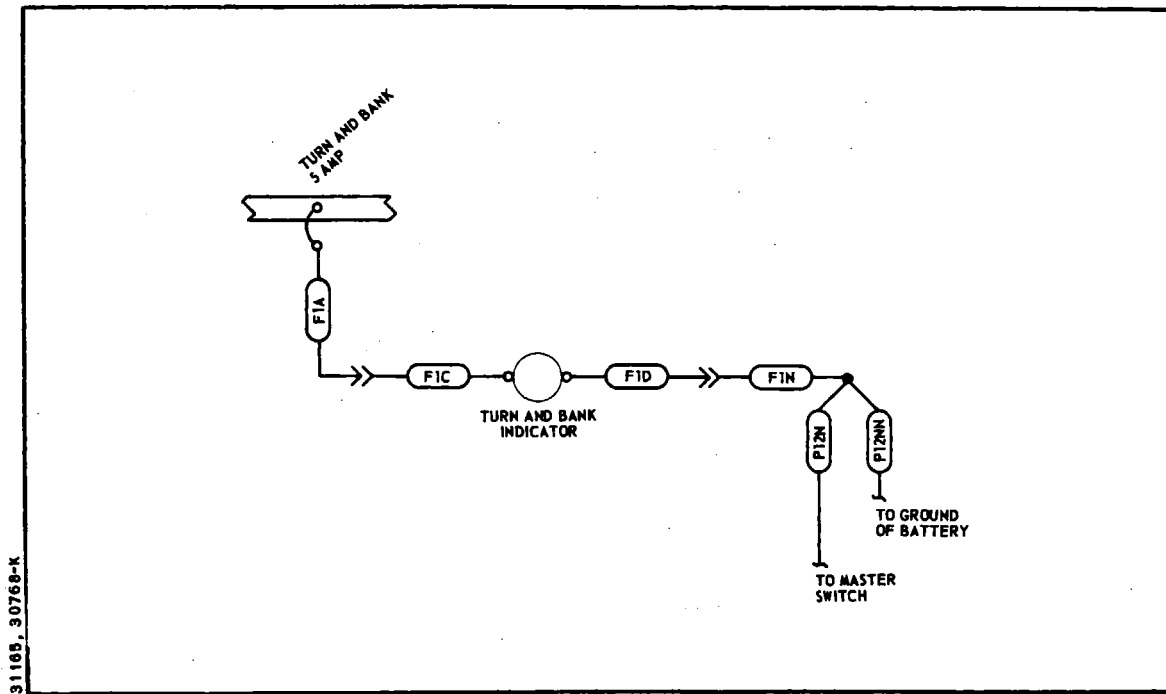 TURN AND BANK
5 AMP
F1A
F1C
F1D
F1N
TURN AND BANK
INDICATOR
P12N
P12NN
TO GROUND
OF BATTERY
TO MASTER
SWITCH
31165, 30768-K